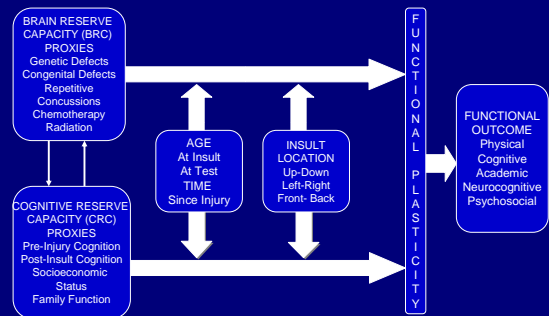 BRAIN RESERVE
CAPACITY (BRC)
PROXIES
Genetic Defects
Congenital Defects
Repetitive
Concussions
Chemotherapy
Radiation
COGNITIVE RESERVE
CAPACITY (CRC)
PROXIES
Pre-Injury Cognition
Post-Insult Cognition
Socioeconomic
Status
Family Function
AGE
At Insult
At Test
TIME
Since Injury
INSULT
LOCATION
Up-Down
Left-Right
Front- Back
FUNCTIONAL PLASTICITY
FUNCTIONAL
OUTCOME
Physical
Cognitive
Academic
Neurocognitive
Psychosocial